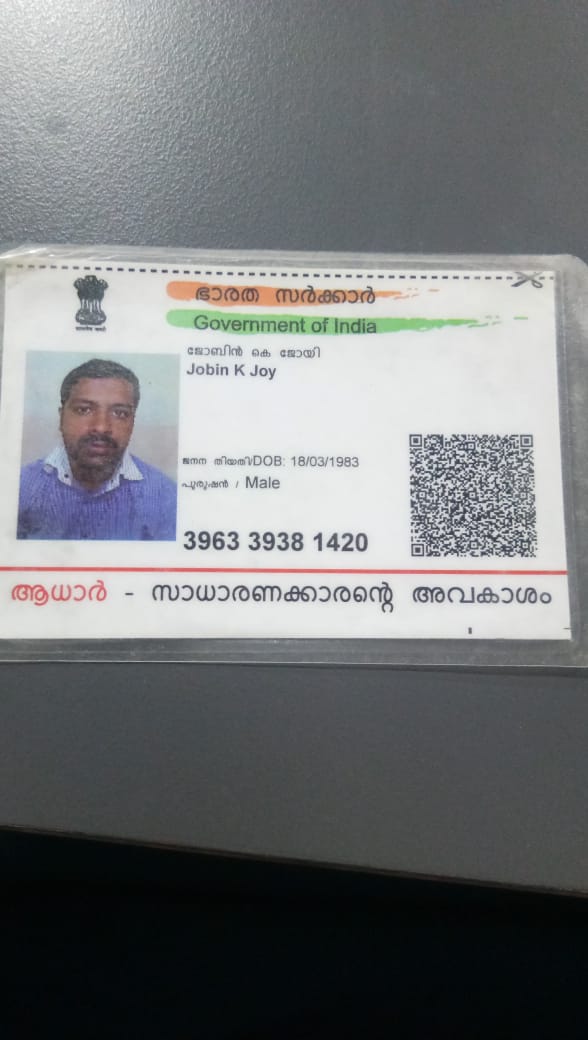 ഭാരത സർക്കാർ
Government of India
ജോബിൻ കെ ജോയി
Jobin K Joy
ജനന തിയതി/DOB: 18/03/1983
പുരുഷൻ / Male
3963 3938 1420
ആധാർ - സാധാരണക്കാരന്റെ അവകാശം